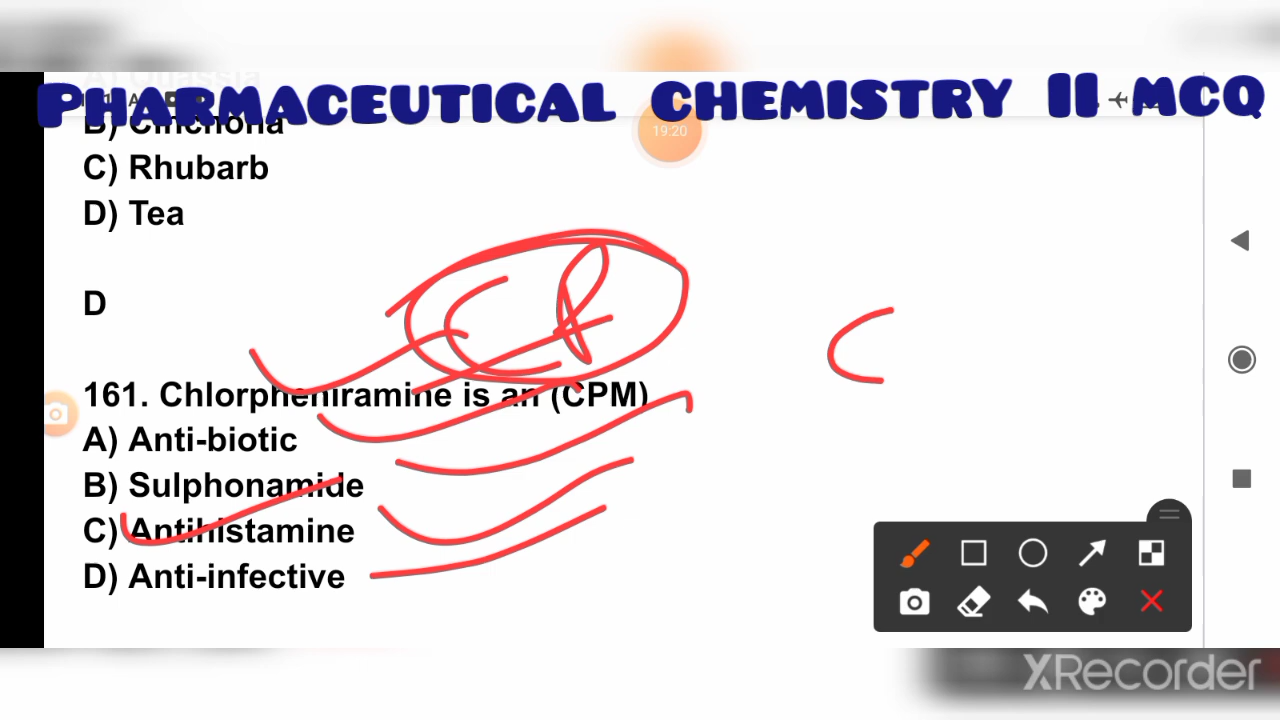 PHARMACEUTICAL CHEMISTRY II MCQ
B) Cinchona
19:20
C) Rhubarb
D) Tea
D
161. Chlorpheniramine is an (CPM)
A) Anti-biotic
B) Sulphonamide
C) Antihistamine
D) Anti-infective
XRecorder